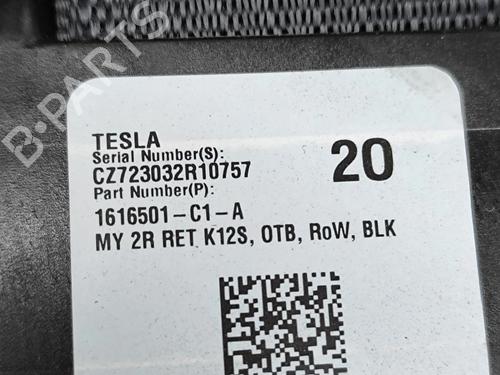 B-PARTS
TESLA
Serial Number(S):
CZ723032R10757
20
Part Number(P):
1616501-C1-A
MY 2R RET K12S, OTB, RoW, BLK